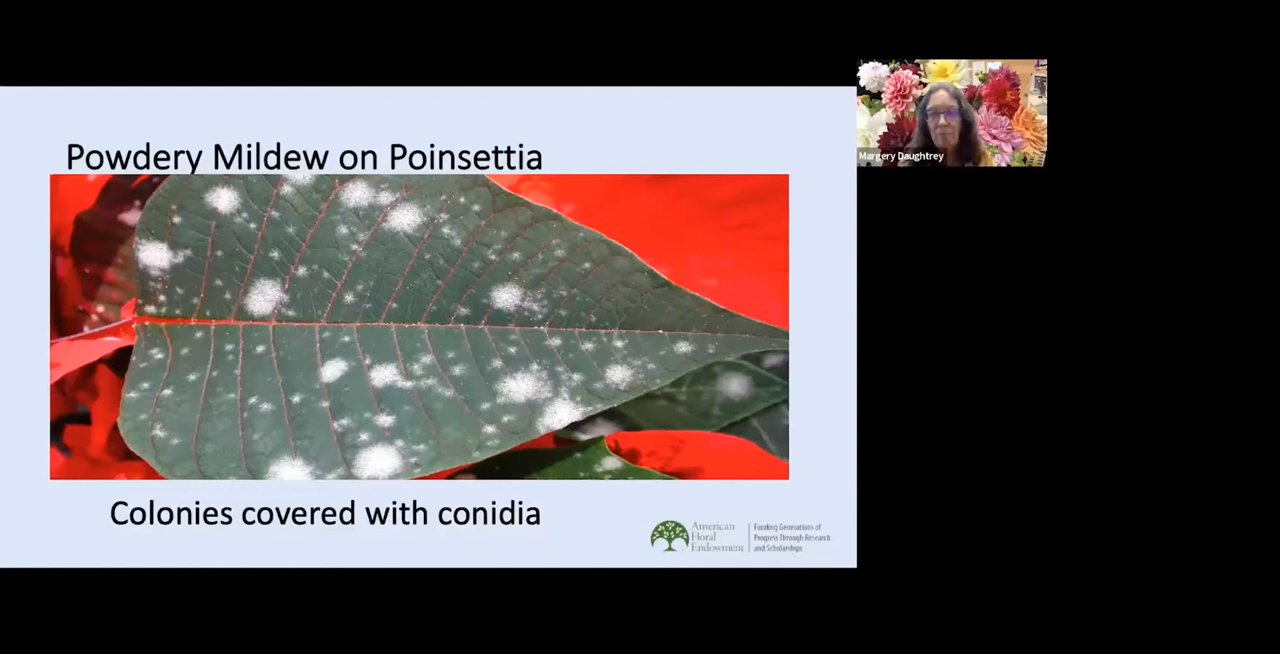 Powdery Mildew on Poinsettia
Margery Daughtrey
Colonies covered with conidia
American
Floral
Endowment
Funding Generations of
Progress Through Research
and Scholarships